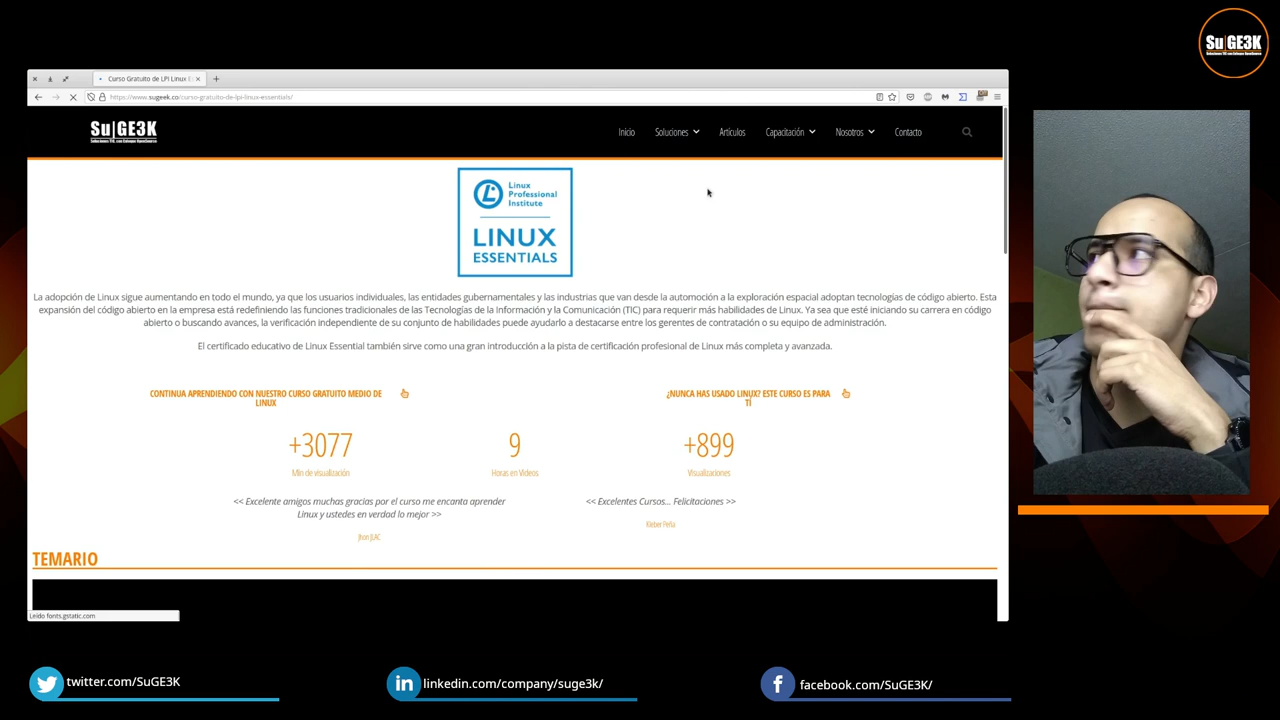 Su|GE3K
Soluciones TIC con Enfoque OpenSource
Curso Gratuito de LPI Linux E
https://www.sugeek.co/curso-gratuito-de-lpi-linux-essentials/
Su|GE3K
Soluciones TIC con Enfoque OpenSource
Inicio Soluciones Artículos Capacitación Nosotros Contacto
Linux
Professional
Institute
LINUX
ESSENTIALS
La adopción de Linux sigue aumentando en todo el mundo, ya que los usuarios individuales, las entidades gubernamentales y las industrias que van desde la automoción a la exploración espacial adoptan tecnologías de código abierto. Esta
expansión del código abierto en la empresa está redefiniendo las funciones tradicionales de las Tecnologías de la Información y la Comunicación (TIC) para requerir más habilidades de Linux. Ya sea que esté iniciando su carrera en código
abierto o buscando avances, la verificación independiente de su conjunto de habilidades puede ayudarlo a destacarse entre los gerentes de contratación o su equipo de administración.
El certificado educativo de Linux Essential también sirve como una gran introducción a la pista de certificación profesional de Linux más completa y avanzada.
CONTINUA APRENDIENDO CON NUESTRO CURSO GRATUITO MEDIO DE
LINUX
¿NUNCA HAS USADO LINUX? ESTE CURSO ES PARA
TÍ
+3077
Min de visualización
9
Horas en Videos
+899
Visualizaciones
<< Excelente amigos muchas gracias por el curso me encanta aprender
Linux y ustedes en verdad lo mejor >>
Jhon JLAC
<< Excelentes Cursos... Felicitaciones >>
Kleber Peña
TEMARIO
Leído fonts.gstatic.com
twitter.com/SuGE3K
linkedin.com/company/suge3k/
facebook.com/SuGE3K/